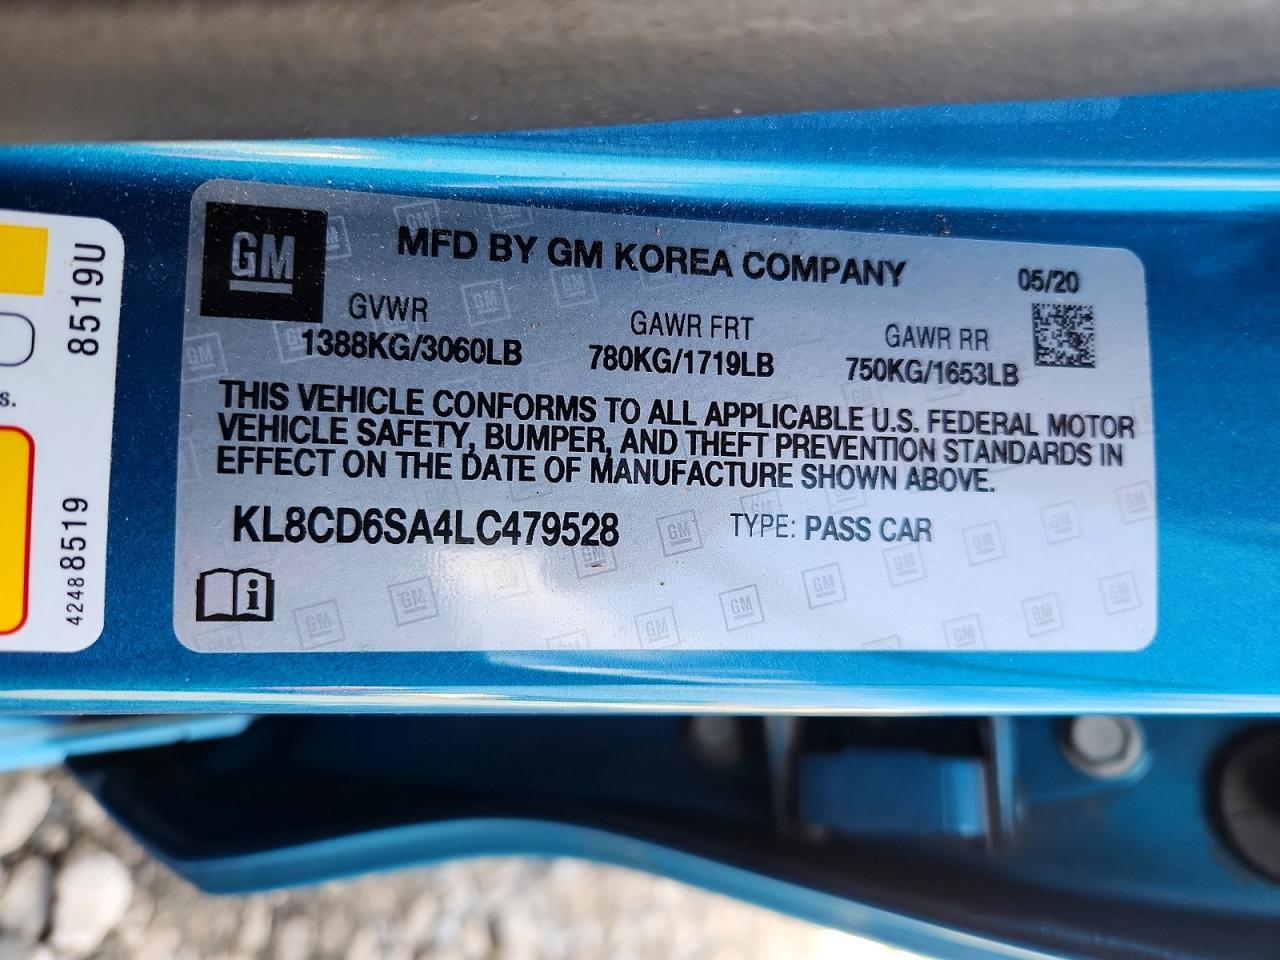 GM
MFD BY GM KOREA COMPANY
05/20
GVWR
1388KG/3060LB
GAWR FRT
780KG/1719LB
GAWR RR
750KG/1653LB
THIS VEHICLE CONFORMS TO ALL APPLICABLE U.S. FEDERAL MOTOR
VEHICLE SAFETY, BUMPER, AND THEFT PREVENTION STANDARDS IN
EFFECT ON THE DATE OF MANUFACTURE SHOWN ABOVE.
KL8CD6SA4LC479528
TYPE: PASS CAR
8519U
s.
42488519